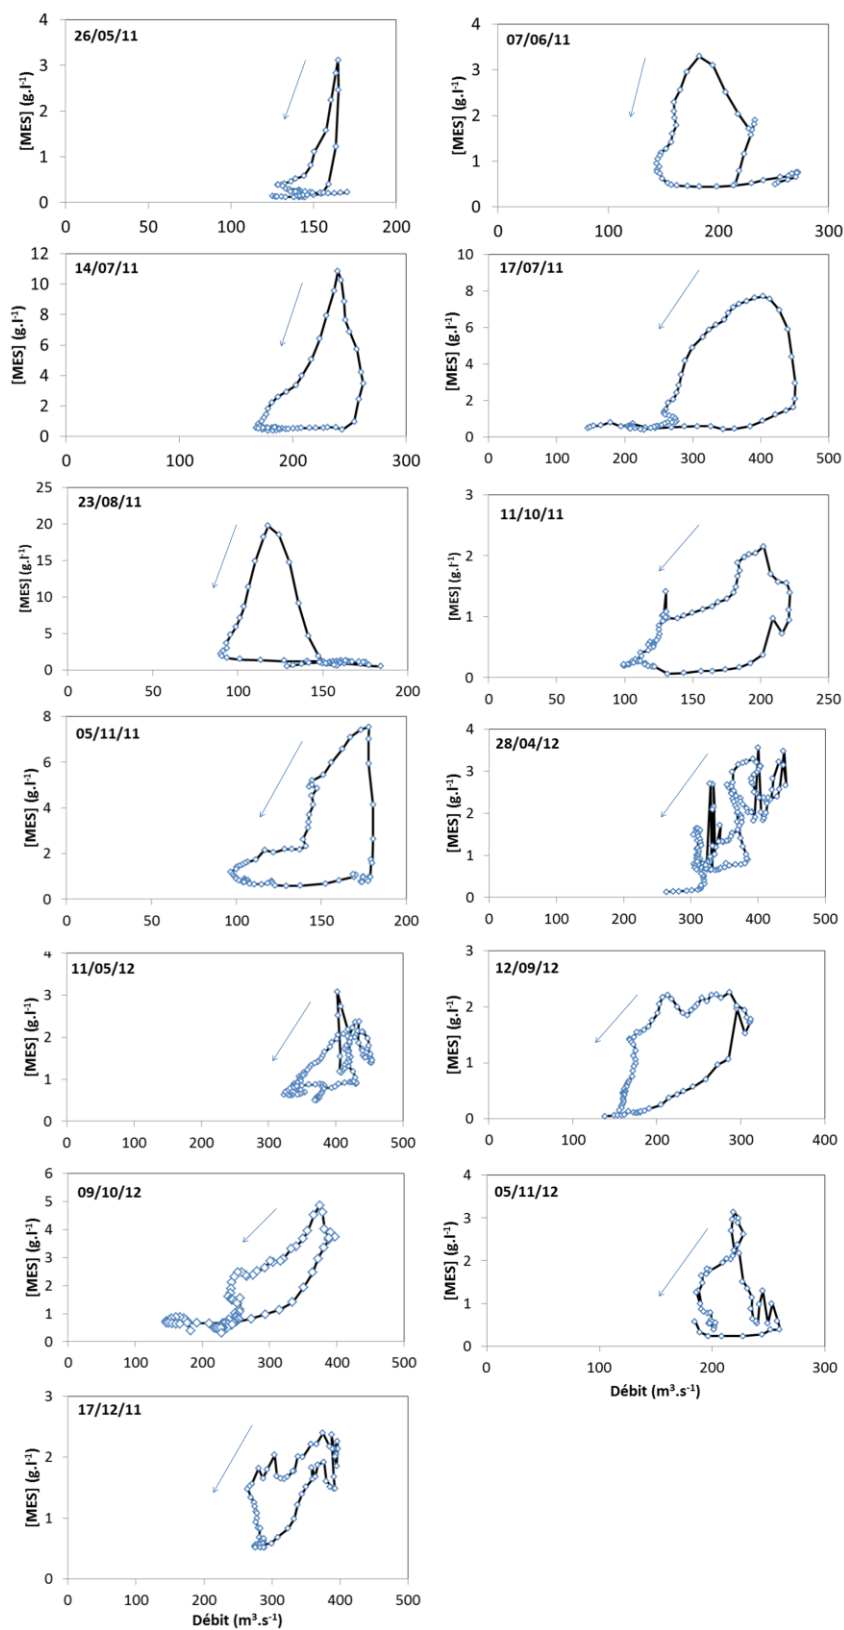 26/05/11
[MES] (g.l-1)
4
3
2
1
0
0 50 100 150 200
07/06/11
[MES] (g.l-1)
4
3
2
1
0
0 100 200 300
14/07/11
[MES] (g.l-1)
12
10
8
6
4
2
0
0 100 200 300
17/07/11
[MES] (g.l-1)
10
8
6
4
2
0
0 100 200 300 400 500
23/08/11
[MES] (g.l-1)
25
20
15
10
5
0
0 50 100 150 200
11/10/11
[MES] (g.l-1)
3
2
1
0
0 50 100 150 200 250
05/11/11
[MES] (g.l-1)
8
6
4
2
0
0 50 100 150 200
28/04/12
[MES] (g.l-1)
4
3
2
1
0
0 100 200 300 400 500
11/05/12
[MES] (g.l-1)
4
3
2
1
0
0 100 200 300 400 500
12/09/12
[MES] (g.l-1)
3
2
1
0
0 100 200 300 400
09/10/12
[MES] (g.l-1)
6
5
4
3
2
1
0
0 100 200 300 400 500
05/11/12
[MES] (g.l-1)
4
3
2
1
0
0 100 200 300
Débit (m3.s-1)
17/12/11
[MES] (g.l-1)
3
2
1
0
0 100 200 300 400 500
Débit (m3.s-1)